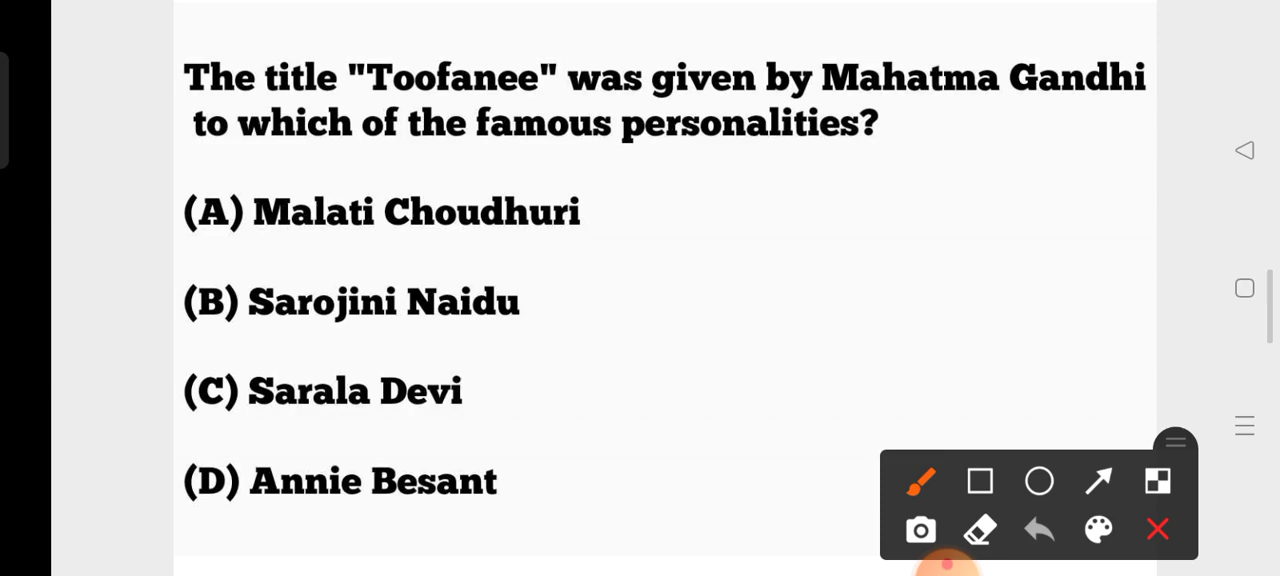 The title "Toofanee" was given by Mahatma Gandhi
to which of the famous personalities?
(A) Malati Choudhuri
(B) Sarojini Naidu
(C) Sarala Devi
(D) Annie Besant